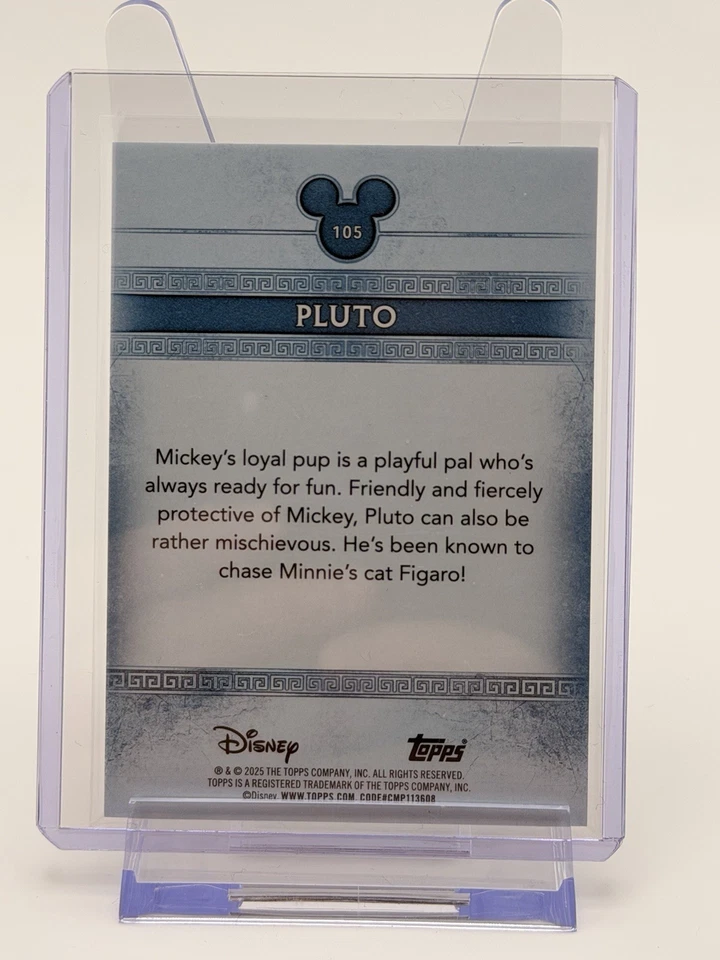 105
PLUTO
Mickey's loyal pup is a playful pal who's
always ready for fun. Friendly and fiercely
protective of Mickey, Pluto can also be
rather mischievous. He's been known to
chase Minnie's cat Figaro!
Disney Topps®
® & © 2025 THE TOPPS COMPANY, INC. ALL RIGHTS RESERVED.
TOPPS IS A REGISTERED TRADEMARK OF THE TOPPS COMPANY, INC.
©Disney WWW.TOPPS.COM CODE#CMP113608